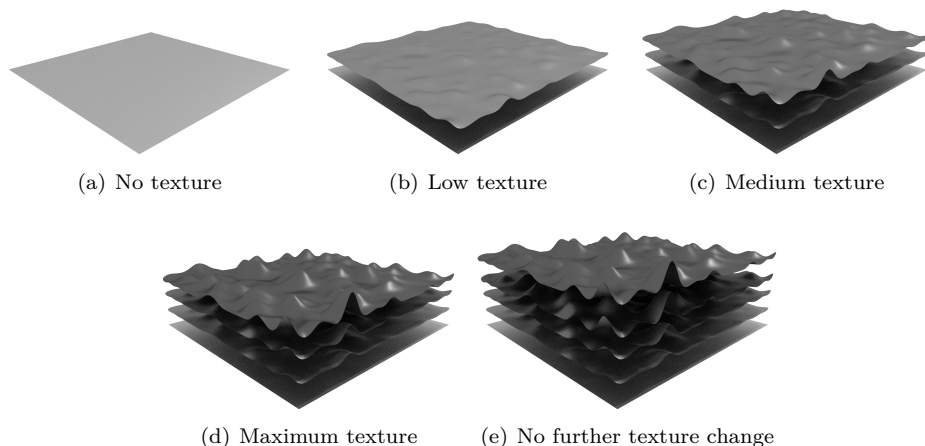 (a) No texture
(b) Low texture
(c) Medium texture
(d) Maximum texture
(e) No further texture change